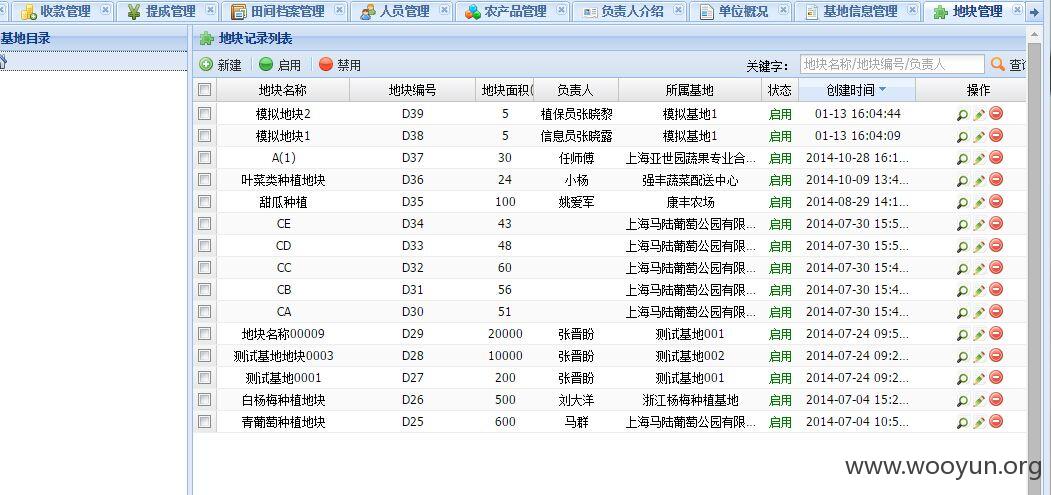 收款管理 提成管理 田间档案管理 人员管理 农产品管理 负责人介绍 单位概况 基地信息管理 地块管理
基地目录 地块记录列表
新建 启用 禁用 关键字: 地块名称/地块编号/负责人
地块名称 地块编号 地块面积( 负责人 所属基地 状态 创建时间 操作
模拟地块2 D39 5 植保员张晓黎 模拟基地1 启用 01-13 16:04:44
模拟地块1 D38 5 信息员张晓露 模拟基地1 启用 01-13 16:04:09
A(1) D37 30 任师傅 上海亚世园蔬果专业合... 启用 2014-10-28 16:1...
叶菜类种植地块 D36 24 小杨 强丰蔬菜配送中心 启用 2014-10-09 13:4...
甜瓜种植 D35 100 姚爱军 康丰农场 启用 2014-08-29 14:1...
CE D34 43 上海马陆葡萄公园有限... 启用 2014-07-30 15:5...
CD D33 48 上海马陆葡萄公园有限... 启用 2014-07-30 15:5...
CC D32 60 上海马陆葡萄公园有限... 启用 2014-07-30 15:4...
CB D31 56 上海马陆葡萄公园有限... 启用 2014-07-30 15:4...
CA D30 51 上海马陆葡萄公园有限... 启用 2014-07-30 15:4...
地块名称00009 D29 20000 张晋盼 测试基地001 启用 2014-07-24 09:5...
测试基地地块0003 D28 10000 张晋盼 测试基地002 启用 2014-07-24 09:2...
测试基地0001 D27 200 张晋盼 测试基地001 启用 2014-07-24 09:2...
白杨梅种植地块 D26 500 刘大洋 浙江杨梅种植基地 启用 2014-07-04 15:2...
青葡萄种植地块 D25 600 马群 上海马陆葡萄公园有限... 启用 2014-07-04 10:5...
www.wooyun.org